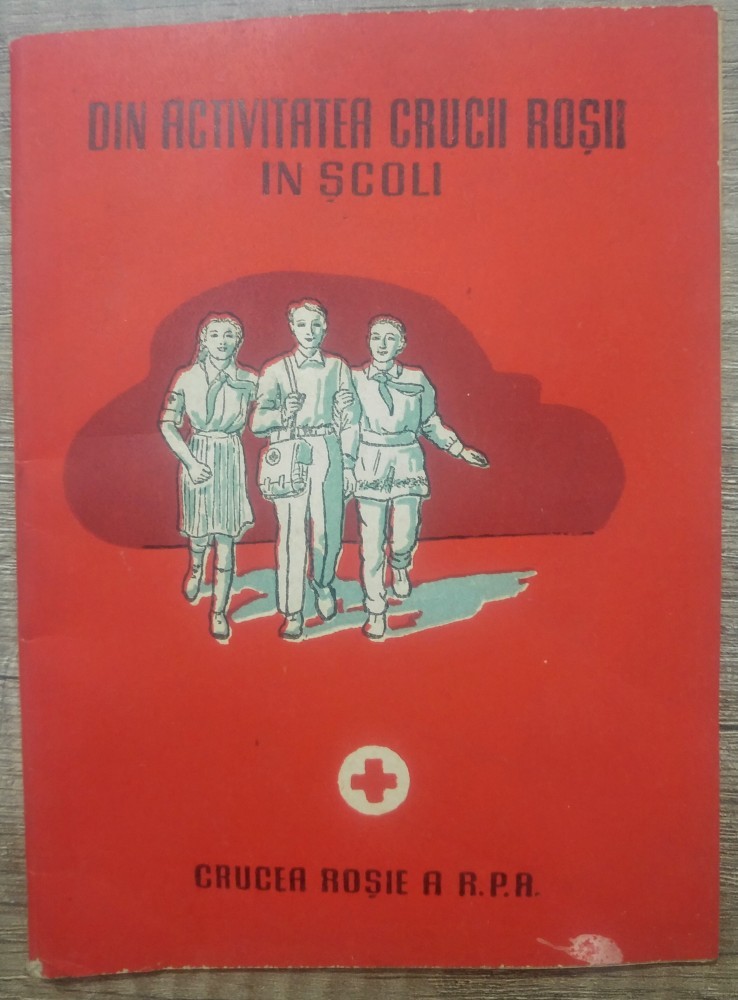 DIN ACTIVITATEA CRUCII ROȘII
IN ȘCOLI
CRUCEA ROȘIE A R.P.R.